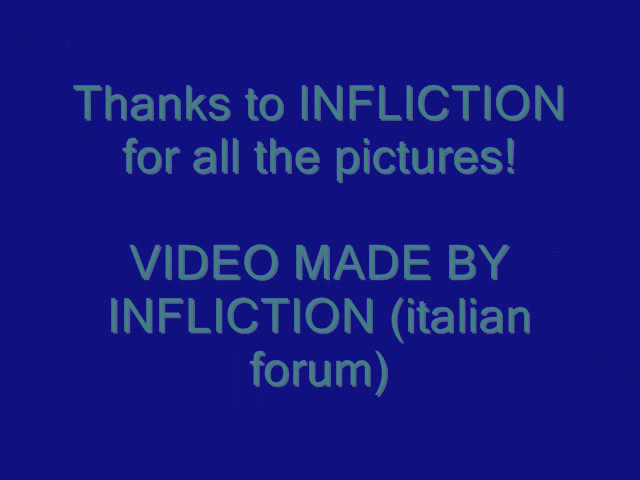 Thanks to INFLICTION
for all the pictures!
VIDEO MADE BY
INFLICTION (italian
forum)